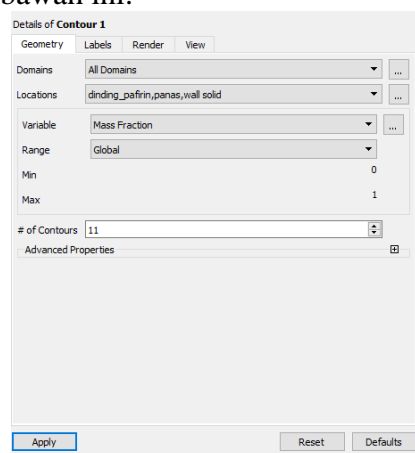 bawah ini:
Details of Contour 1
Geometry Labels Render View
Domains All Domains ...
Locations dinding_pafirin,panas,wall solid ...
Variable Mass Fraction ...
Range Global
Min 0
Max 1
# of Contours 11
Advanced Properties
Apply Reset Defaults